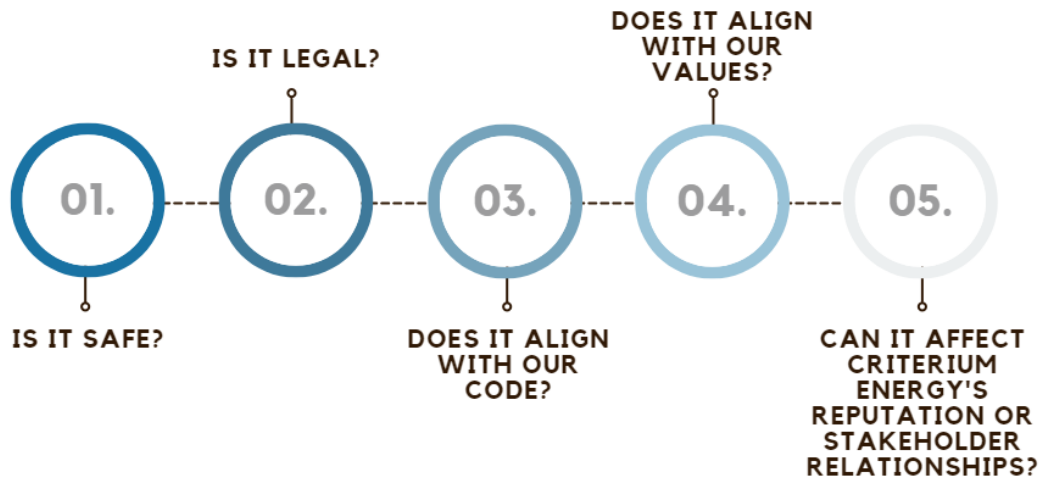 01.
IS IT SAFE?
02.
IS IT LEGAL?
03.
DOES IT ALIGN
WITH OUR
CODE?
04.
DOES IT ALIGN
WITH OUR
VALUES?
05.
CAN IT AFFECT
CRITERIUM
ENERGY'S
REPUTATION OR
STAKEHOLDER
RELATIONSHIPS?